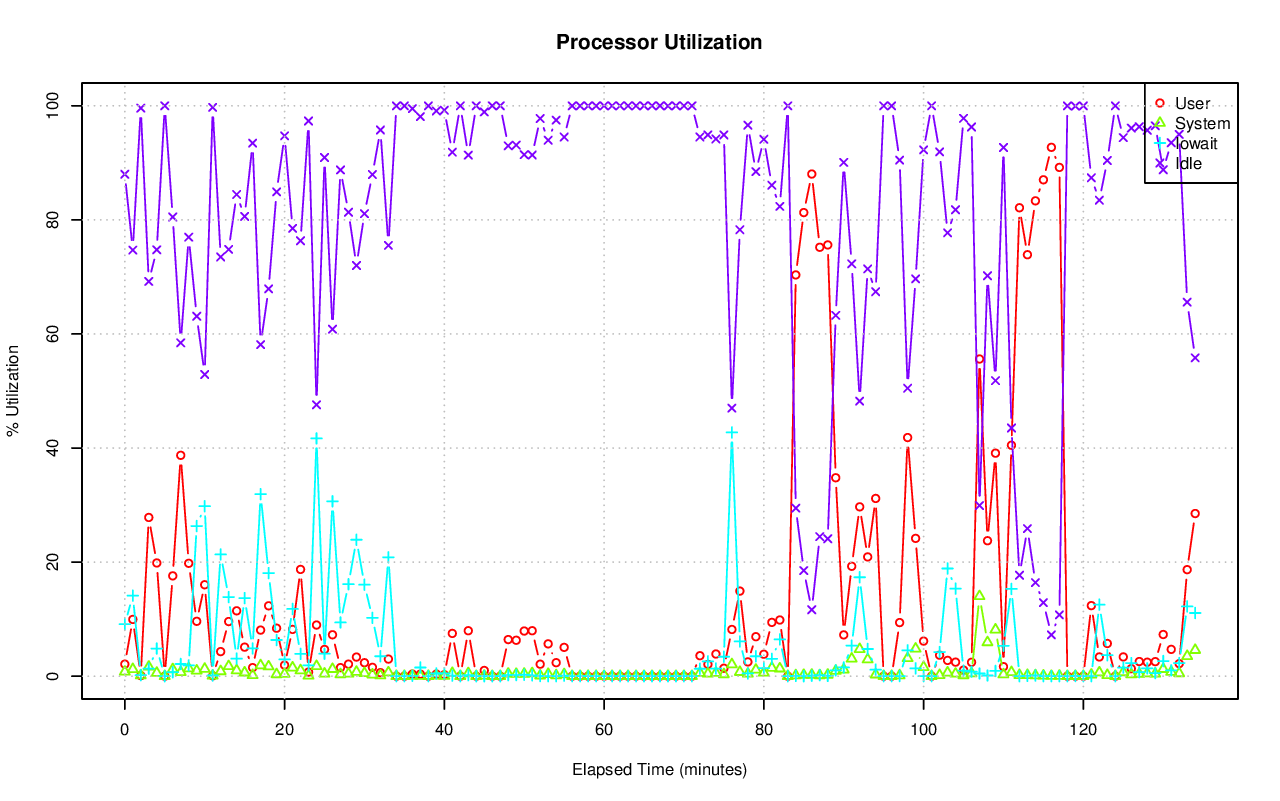 Processor Utilization
% Utilization
100
80
60
40
20
0
User
System
Iowait
Idle
0 20 40 60 80 100 120
Elapsed Time (minutes)